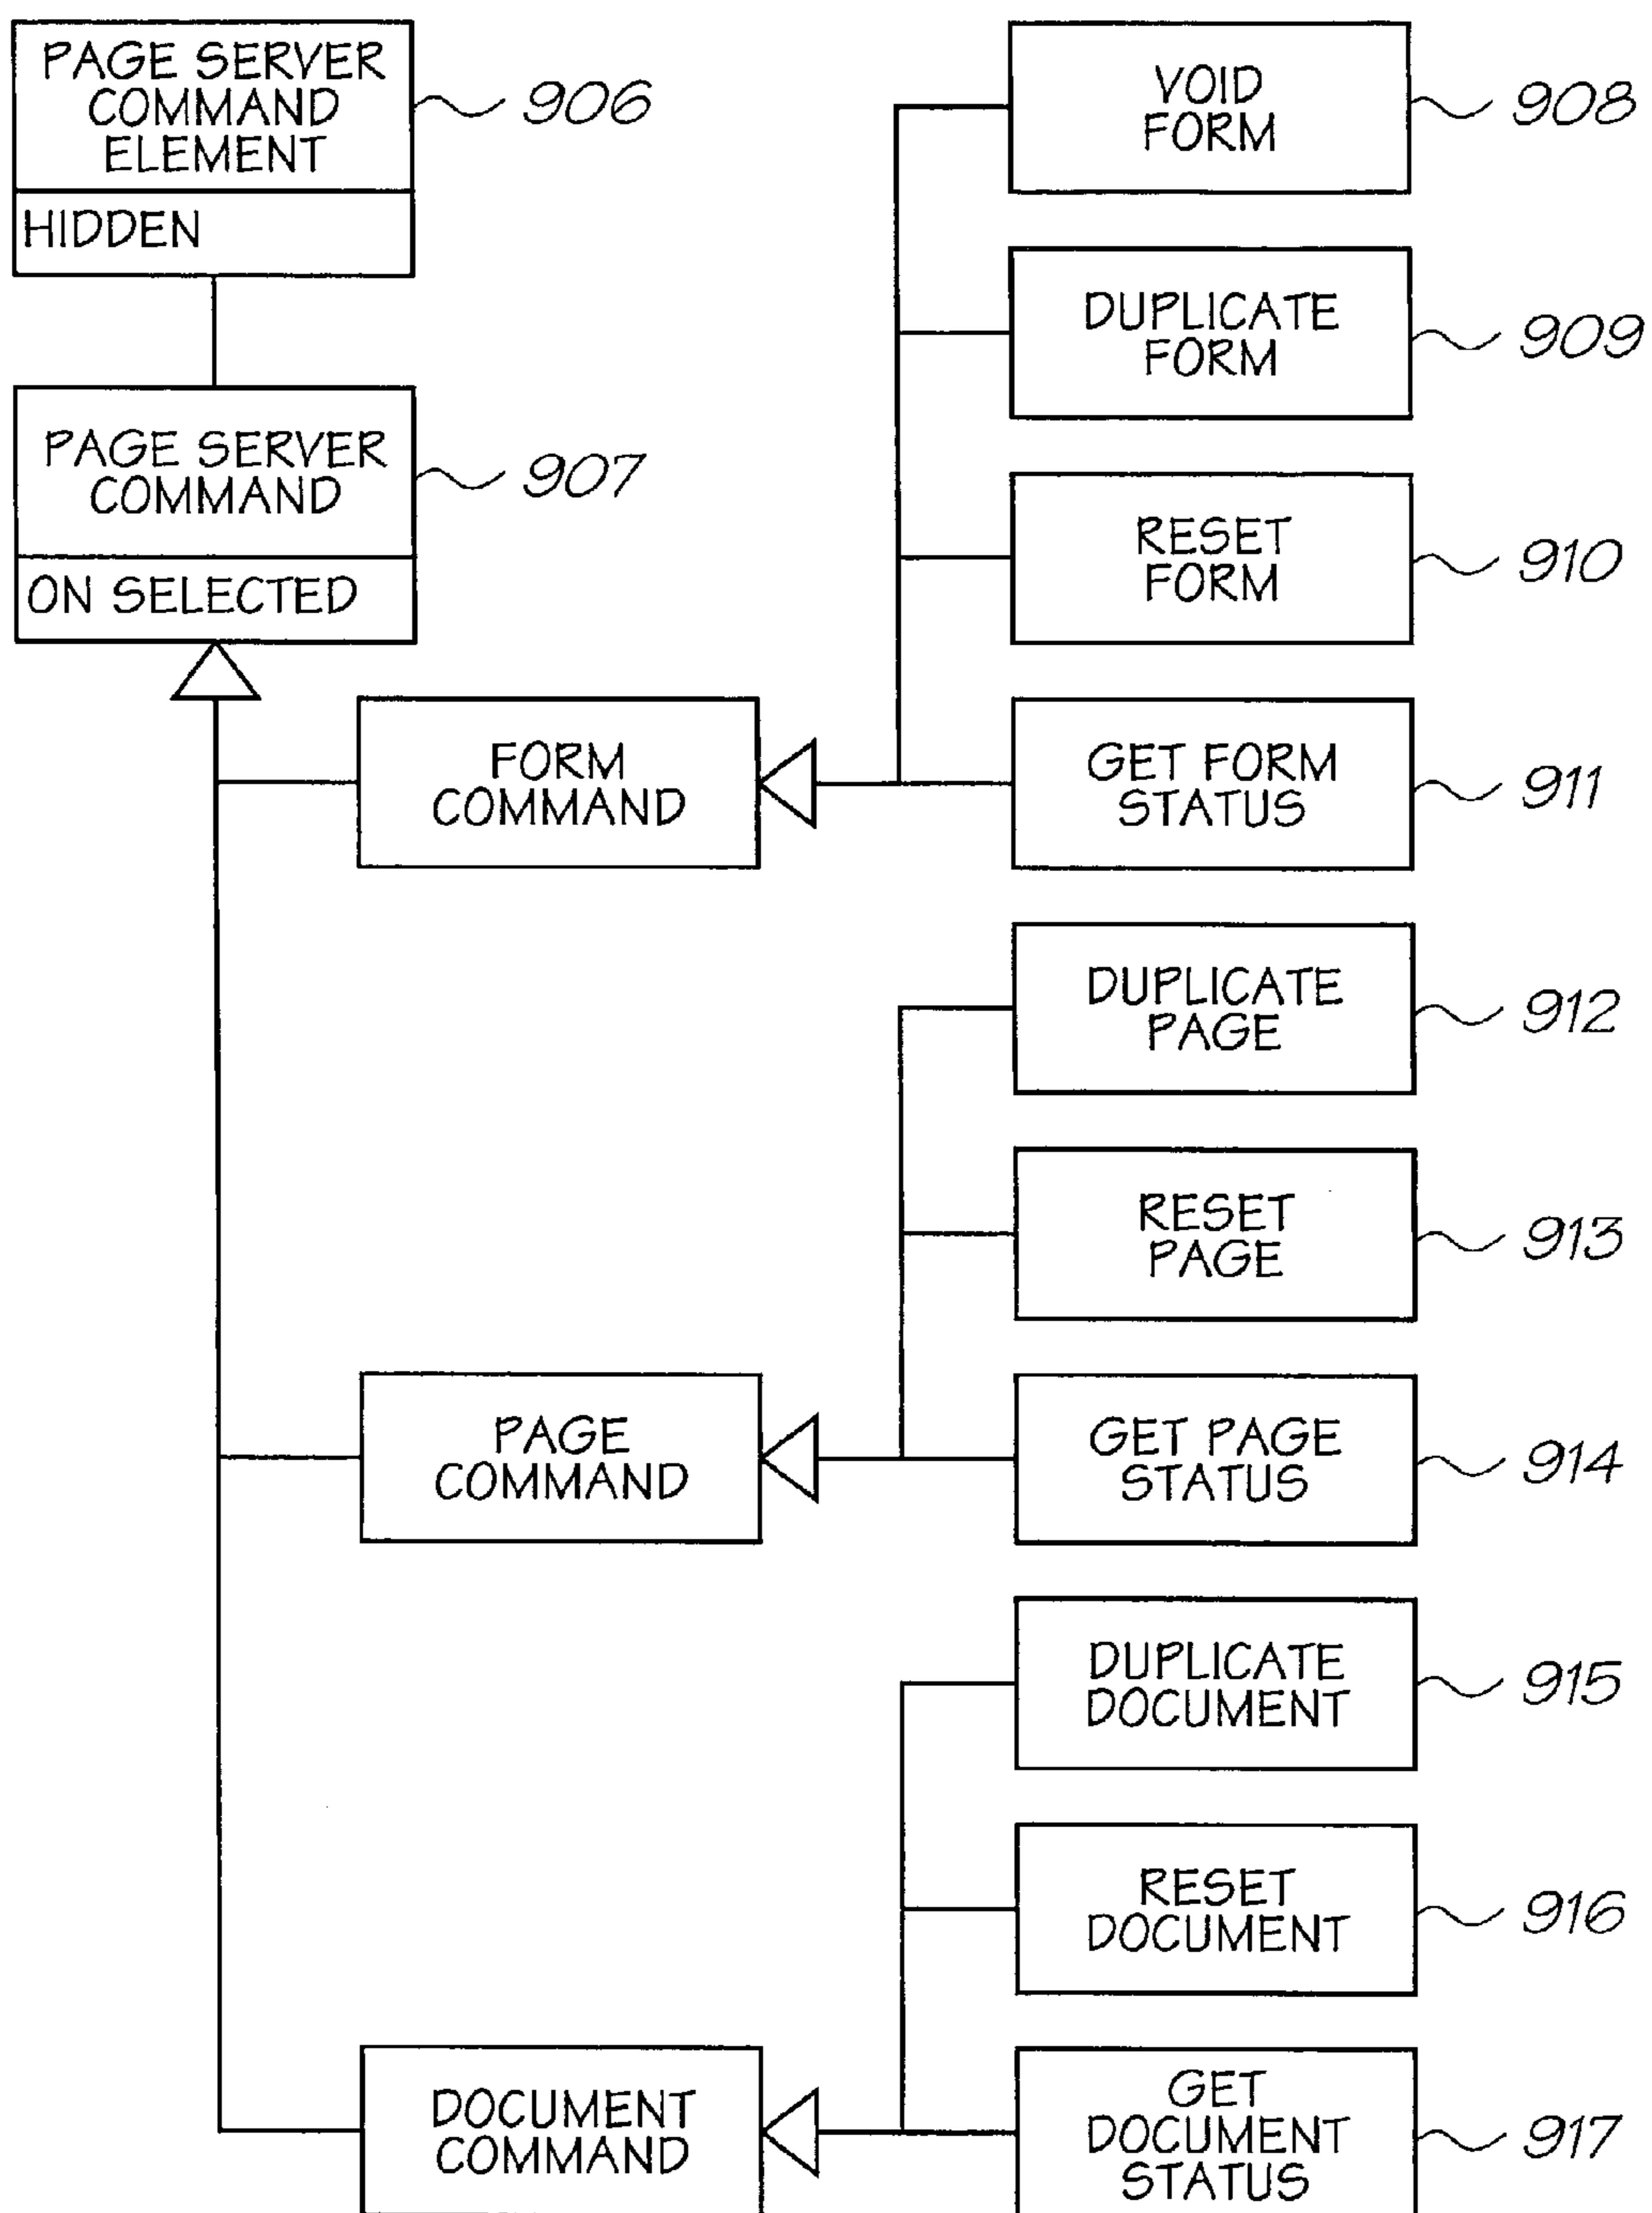 PAGE SERVER
COMMAND
ELEMENT
906
HIDDEN
PAGE SERVER
COMMAND
907
ON SELECTED
VOID
FORM
908
DUPLICATE
FORM
909
RESET
FORM
910
FORM
COMMAND
GET FORM
STATUS
911
DUPLICATE
PAGE
912
RESET
PAGE
913
PAGE
COMMAND
GET PAGE
STATUS
914
DUPLICATE
DOCUMENT
915
RESET
DOCUMENT
916
DOCUMENT
COMMAND
GET
DOCUMENT
STATUS
917